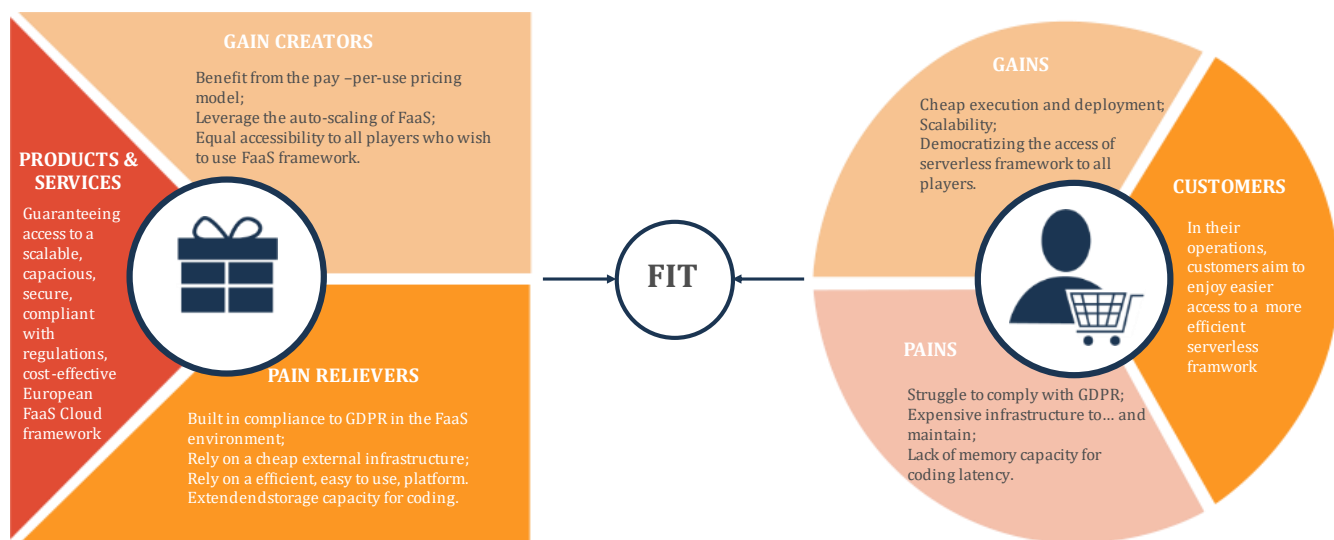 GAIN CREATORS
Benefit from the pay –per-use pricing
model;
Leverage the auto-scaling of FaaS;
Equal accessibility to all players who wish
to use FaaS framework.
PRODUCTS &
SERVICES
Guaranteeing
access to a
scalable,
capacious,
secure,
compliant
with
regulations,
cost-effective
European
FaaS Cloud
framework
PAIN RELIEVERS
Built in compliance to GDPR in the FaaS
environment;
Rely on a cheap external infrastructure;
Rely on a efficient, easy to use, platform.
Extendendstorage capacity for coding.
FIT
GAINS
Cheap execution and deployment;
Scalability;
Democratizing the access of
serverless framework to all
players.
CUSTOMERS
In their
operations,
customers aim to
enjoy easier
access to a more
efficient
serverless
framwork
PAINS
Struggle to comply with GDPR;
Expensive infrastructure to… and
maintain;
Lack of memory capacity for
coding latency.